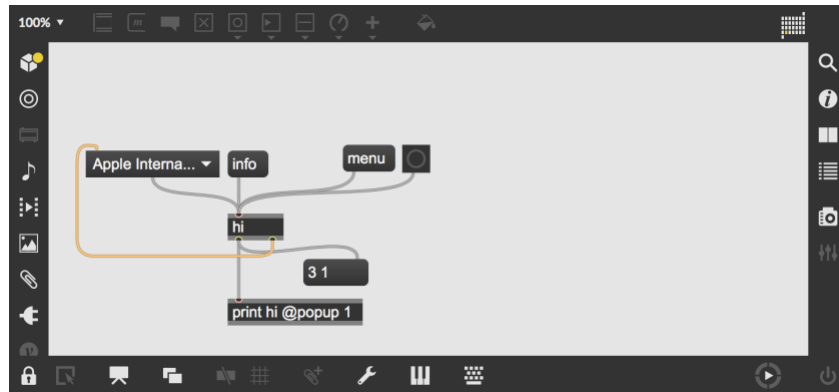 100%
m
Apple Interna...
info
menu
hi
3 1
print hi @popup 1